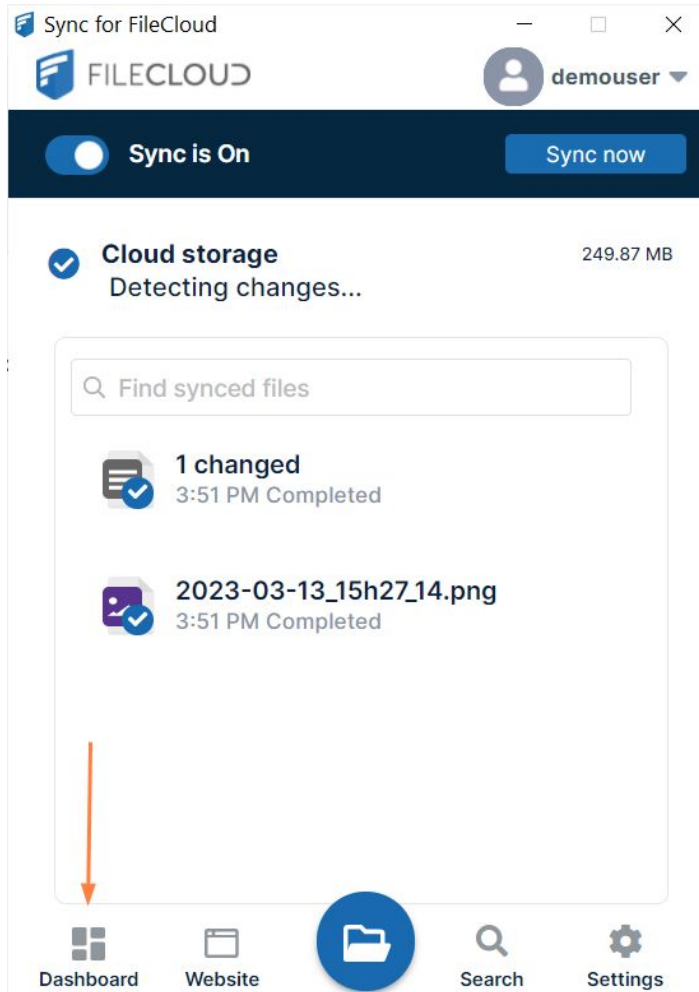 Sync for FileCloud
FILECLOUD
demouser
Sync is On
Sync now
Cloud storage
249.87 MB
Detecting changes...
Find synced files
1 changed
3:51 PM Completed
2023-03-13_15h27_14.png
3:51 PM Completed
Dashboard
Website
Search
Settings